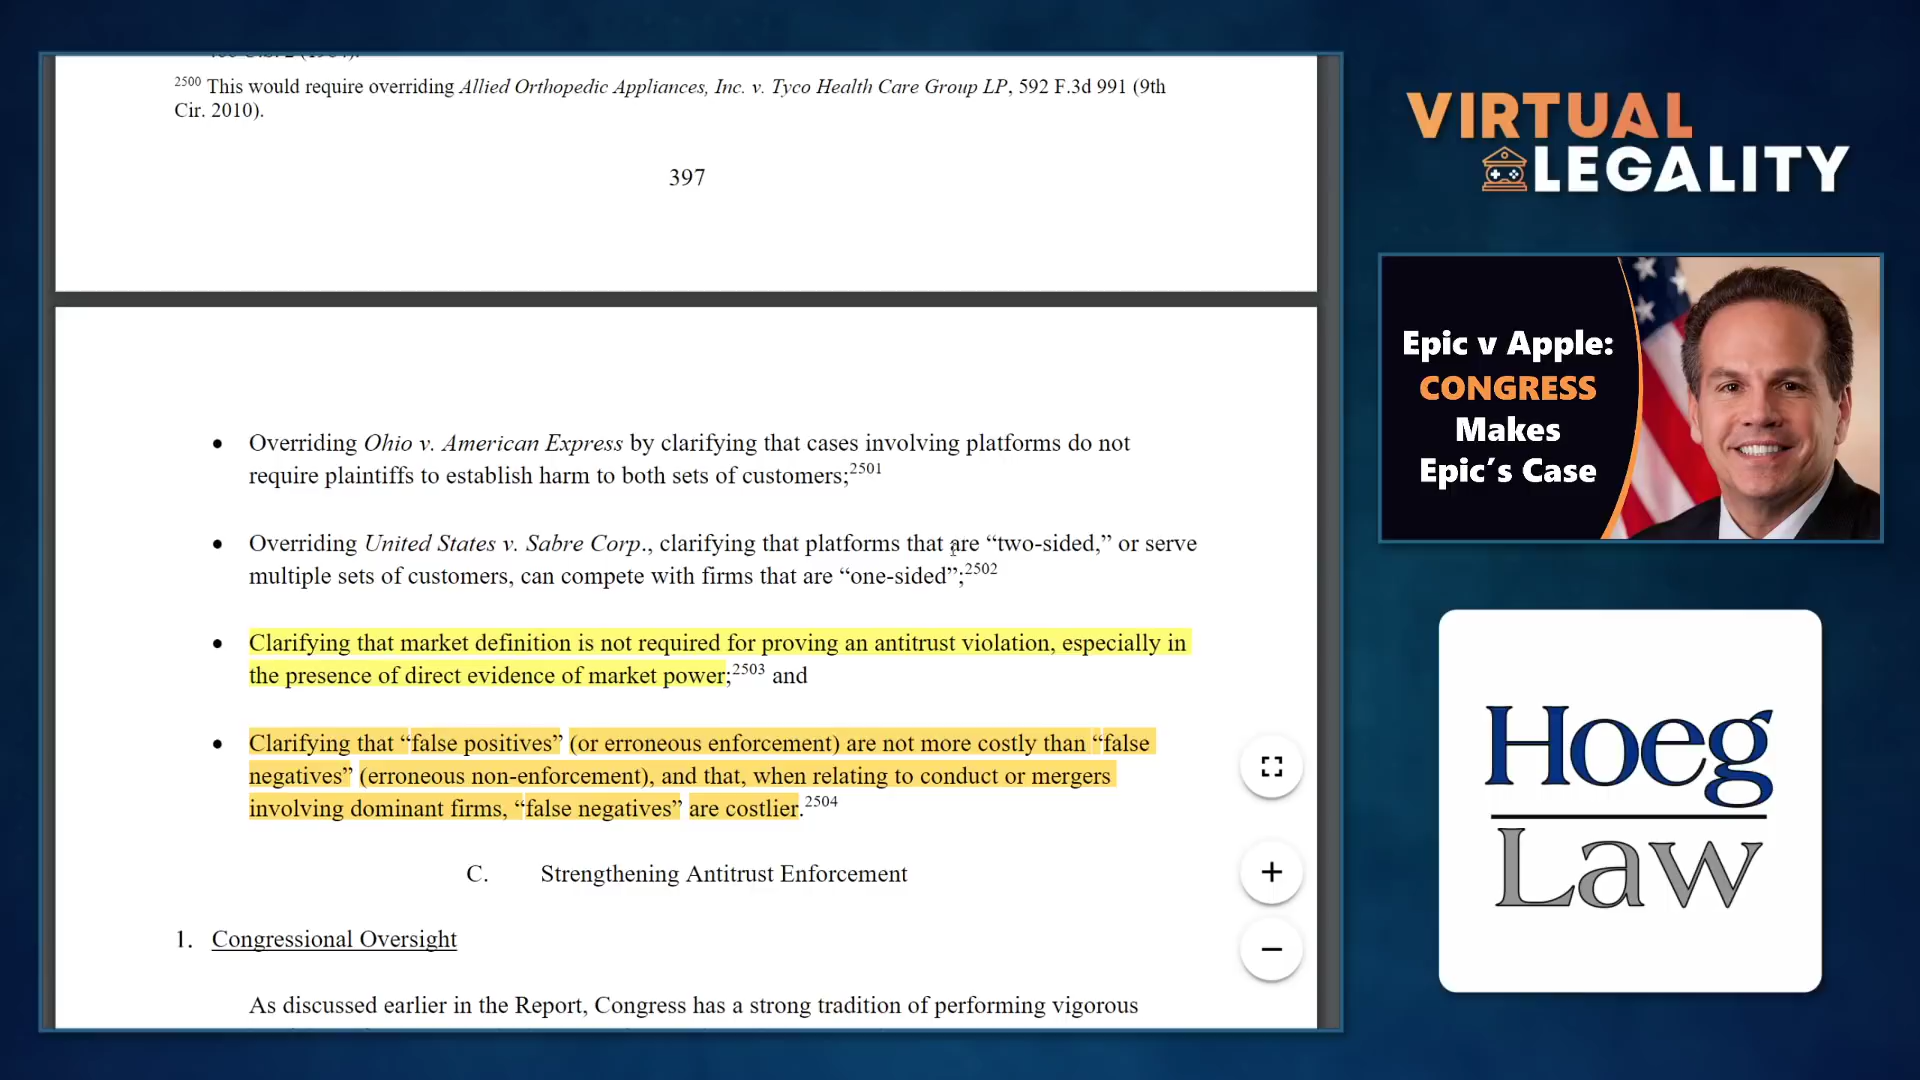 2500 This would require overriding Allied Orthopedic Appliances, Inc. v. Tyco Health Care Group LP, 592 F.3d 991 (9th
Cir. 2010).
397
• Overriding Ohio v. American Express by clarifying that cases involving platforms do not
require plaintiffs to establish harm to both sets of customers;2501
• Overriding United States v. Sabre Corp., clarifying that platforms that are “two-sided,” or serve
multiple sets of customers, can compete with firms that are “one-sided”;2502
• Clarifying that market definition is not required for proving an antitrust violation, especially in
the presence of direct evidence of market power;2503 and
• Clarifying that “false positives” (or erroneous enforcement) are not more costly than “false
negatives” (erroneous non-enforcement), and that, when relating to conduct or mergers
involving dominant firms, “false negatives” are costlier.2504
C. Strengthening Antitrust Enforcement
1. Congressional Oversight
As discussed earlier in the Report, Congress has a strong tradition of performing vigorous
VIRTUAL
LEGALITY
Epic v Apple:
CONGRESS
Makes
Epic’s Case
Hoeg
Law